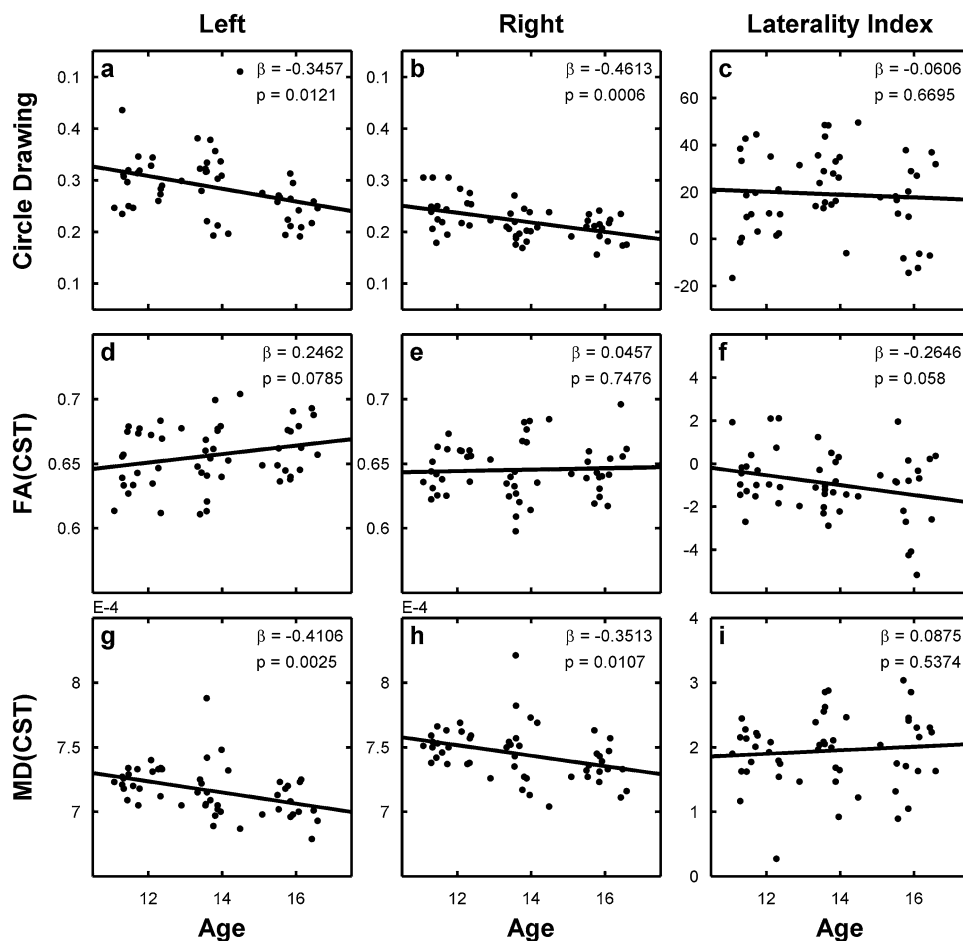 Left Right Laterality Index
Circle Drawing
a
β = -0.3457
p = 0.0121
0.1
0.4
0.3
0.2
0.1
b
β = -0.4613
p = 0.0006
0.1
0.4
0.3
0.2
0.1
c
β = -0.0606
p = 0.6695
60
40
20
0
-20
FA(CST)
d
β = 0.2462
p = 0.0785
0.7
0.65
0.6
e
β = 0.0457
p = 0.7476
0.7
0.65
0.6
f
β = -0.2646
p = 0.058
4
2
0
-2
-4
MD(CST)
E-4
g
β = -0.4106
p = 0.0025
8
7.5
7
12 14 16
Age
E-4
h
β = -0.3513
p = 0.0107
8
7.5
7
12 14 16
Age
i
β = 0.0875
p = 0.5374
4
3
2
1
0
12 14 16
Age